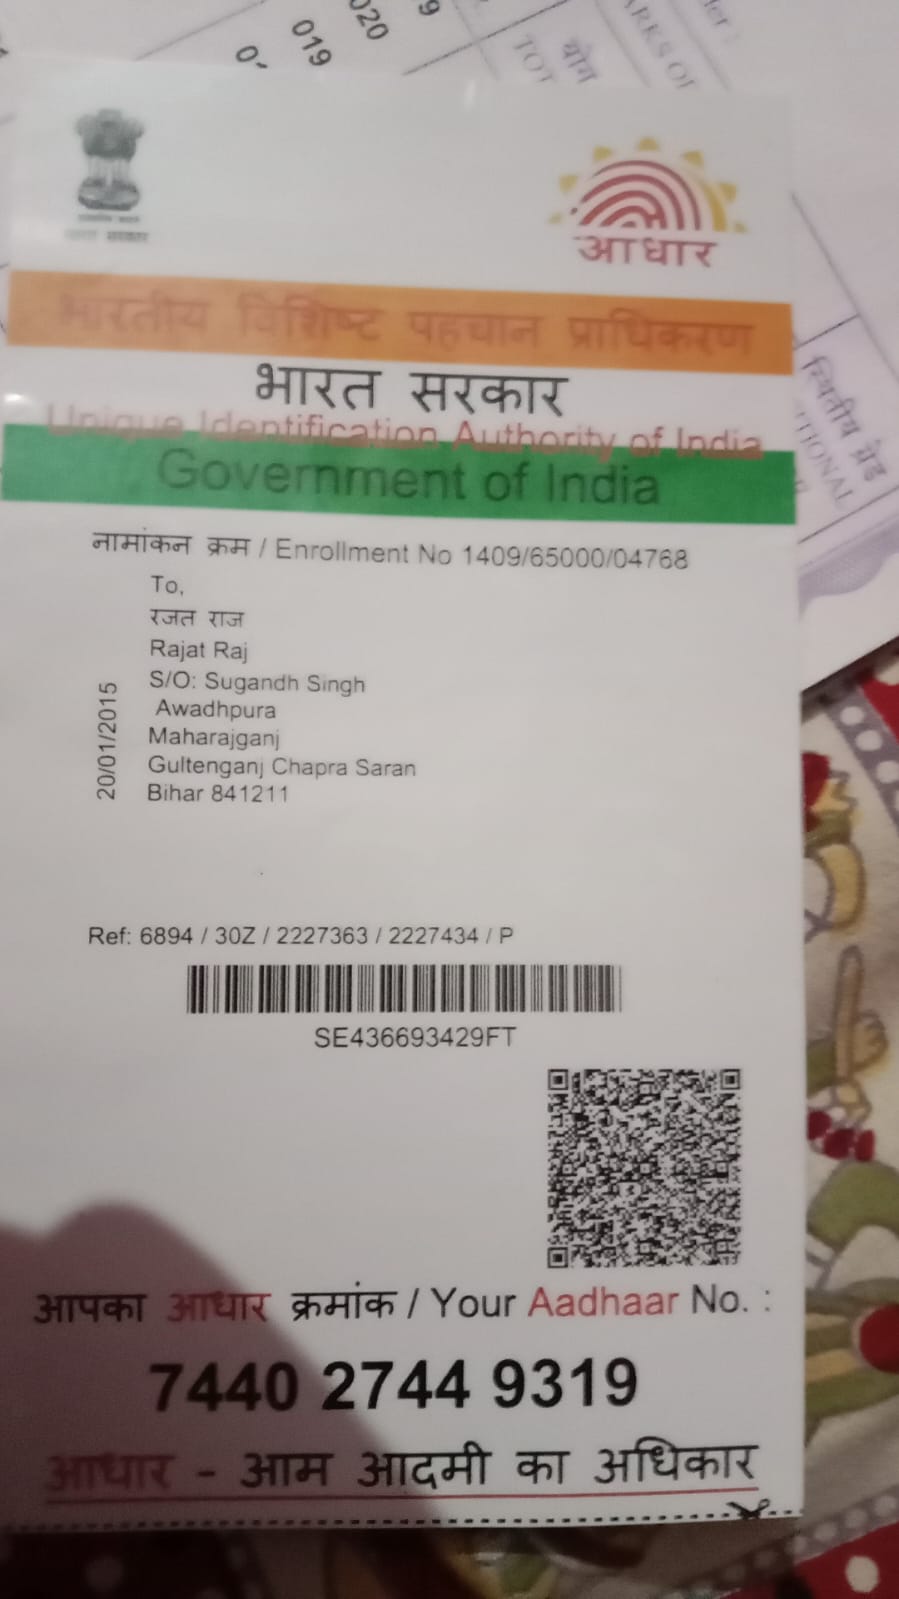 019
020
योग
आधार
भारतीय विशिष्ट पहचान प्राधिकरण
भारत सरकार
Unique Identification Authority of India
Government of India
नामांकन क्रम / Enrollment No 1409/65000/04768
To,
रजत राज
Rajat Raj
S/O: Sugandh Singh
Awadhpura
Maharajganj
Gultenganj Chapra Saran
Bihar 841211
20/01/2015
Ref: 6894 / 30Z / 2227363 / 2227434 / P
SE436693429FT
आपका आधार क्रमांक / Your Aadhaar No. :
7440 2744 9319
आधार - आम आदमी का अधिकार